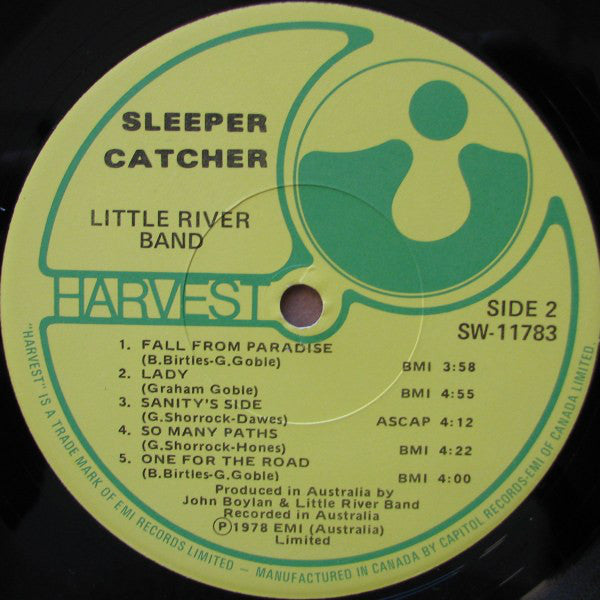 SLEEPER
CATCHER
LITTLE RIVER
BAND
HARVEST
SIDE 2
SW-11783
1. FALL FROM PARADISE
(B.Birtles-G.Goble) BMI 3:58
2. LADY
(Graham Goble) BMI 4:55
3. SANITY'S SIDE
(G.Shorrock-Dawes) ASCAP 4:12
4. SO MANY PATHS
(G.Shorrock-Hones) BMI 4:22
5. ONE FOR THE ROAD
(B.Birtles-G.Goble) BMI 4:00
Produced in Australia by
John Boylan & Little River Band
Recorded in Australia
Ⓟ1978 EMI (Australia)
Limited
"HARVEST" IS A TRADE MARK OF EMI RECORDS LIMITED – MANUFACTURED IN CANADA BY CAPITOL RECORDS-EMI OF CANADA LIMITED.